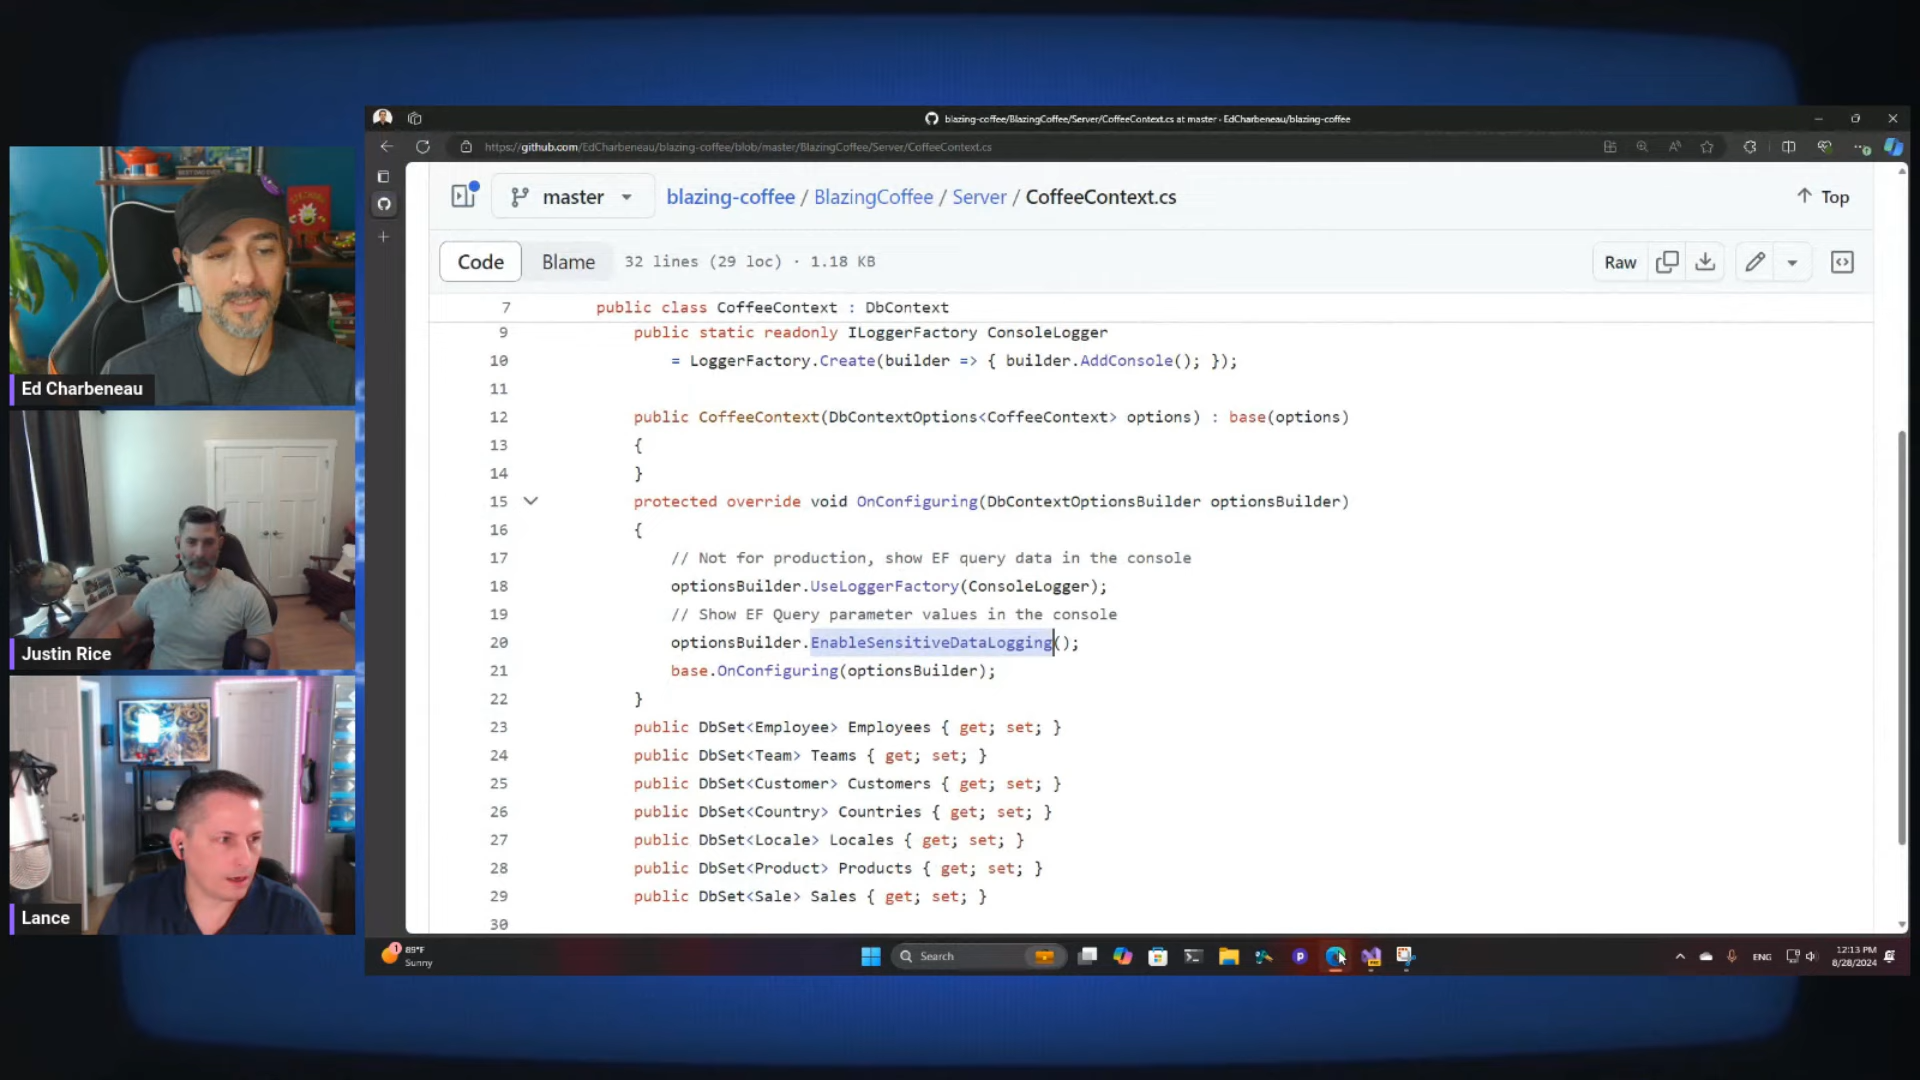 blazing-coffee/BlazingCoffee/Server/CoffeeContext.cs at master · EdCharbeneau/blazing-coffee
https://github.com/EdCharbeneau/blazing-coffee/blob/master/BlazingCoffee/Server/CoffeeContext.cs
master blazing-coffee / BlazingCoffee / Server / CoffeeContext.cs Top
Code Blame 32 lines (29 loc) · 1.18 KB Raw
7 public class CoffeeContext : DbContext
9 public static readonly ILoggerFactory ConsoleLogger
10 = LoggerFactory.Create(builder => { builder.AddConsole(); });
11
12 public CoffeeContext(DbContextOptions<CoffeeContext> options) : base(options)
13 {
14 }
15 protected override void OnConfiguring(DbContextOptionsBuilder optionsBuilder)
16 {
17 // Not for production, show EF query data in the console
18 optionsBuilder.UseLoggerFactory(ConsoleLogger);
19 // Show EF Query parameter values in the console
20 optionsBuilder.EnableSensitiveDataLogging();
21 base.OnConfiguring(optionsBuilder);
22 }
23 public DbSet<Employee> Employees { get; set; }
24 public DbSet<Team> Teams { get; set; }
25 public DbSet<Customer> Customers { get; set; }
26 public DbSet<Country> Countries { get; set; }
27 public DbSet<Locale> Locales { get; set; }
28 public DbSet<Product> Products { get; set; }
29 public DbSet<Sale> Sales { get; set; }
30
Ed Charbeneau
Justin Rice
Lance
1
89°F
Sunny
Search
ENG
12:13 PM
8/28/2024